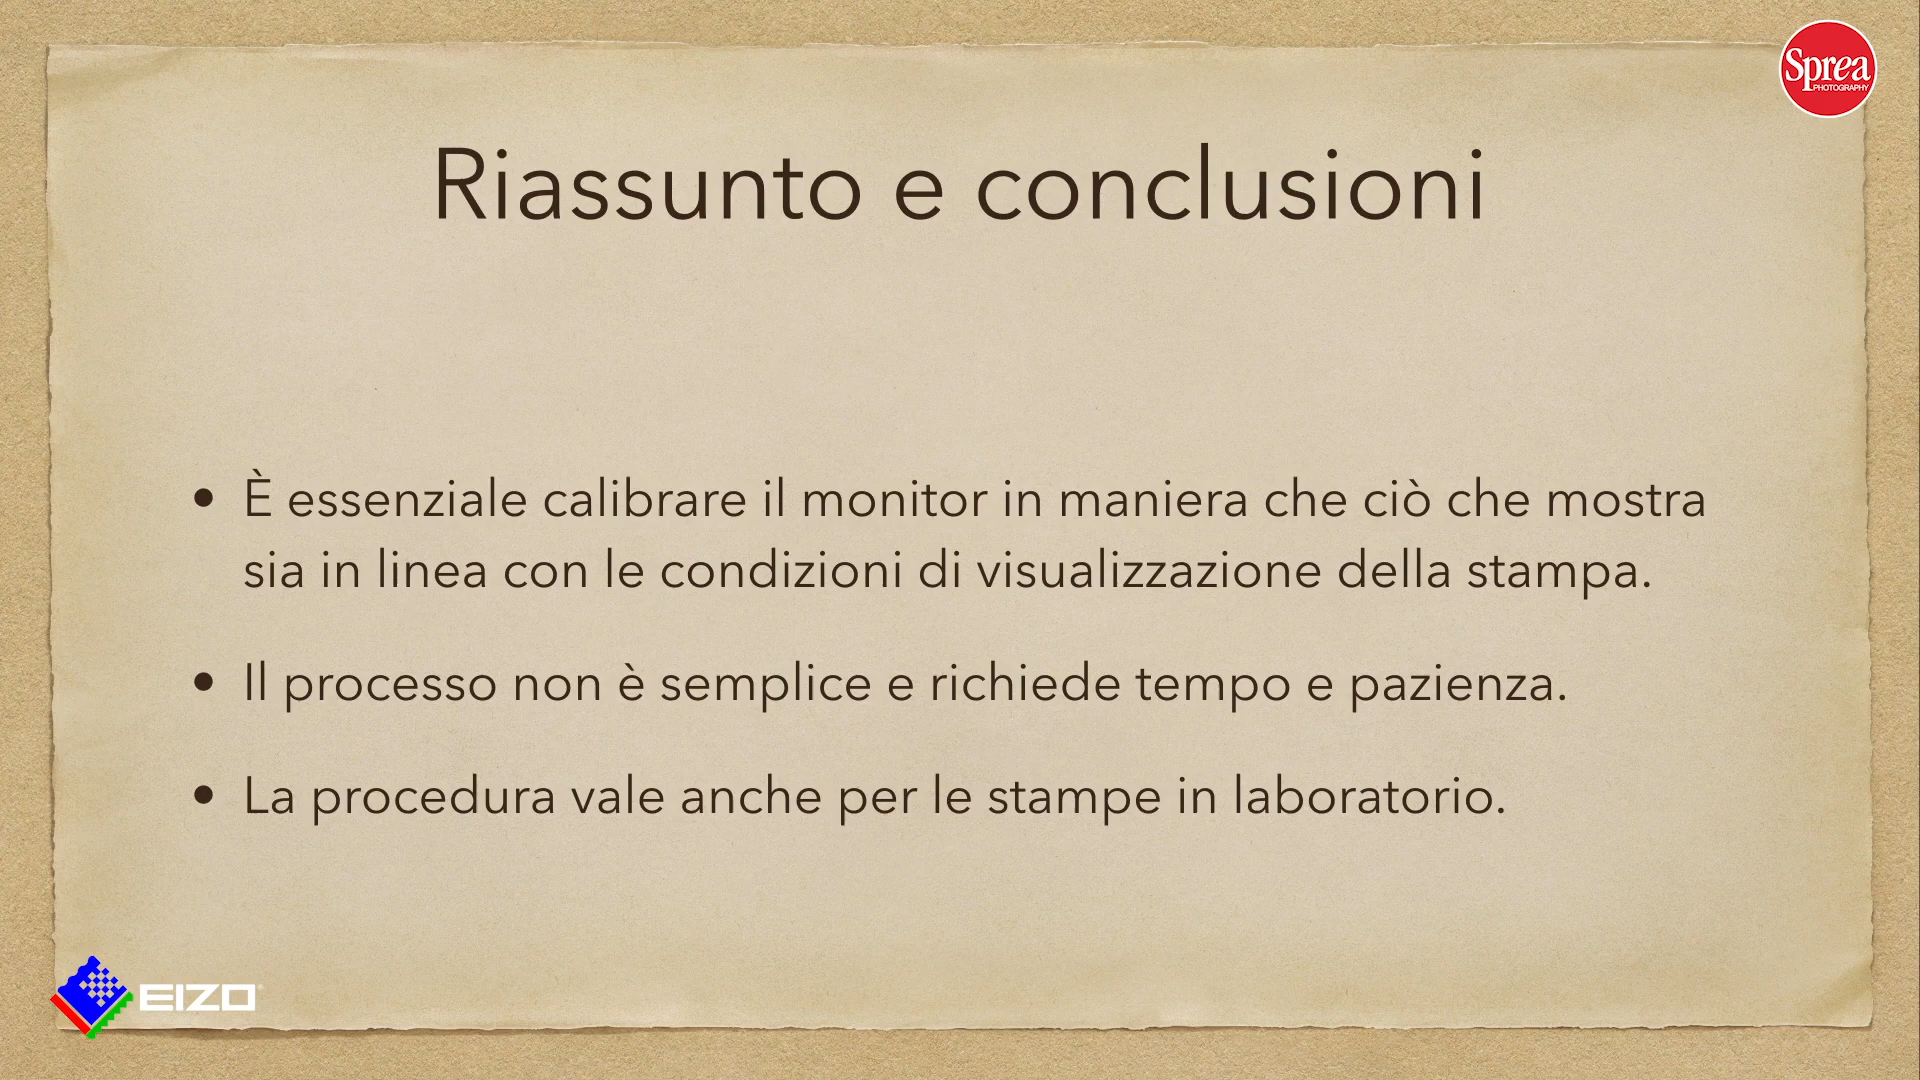 Sprea
PHOTOGRAPHY
Riassunto e conclusioni
• È essenziale calibrare il monitor in maniera che ciò che mostra
sia in linea con le condizioni di visualizzazione della stampa.
• Il processo non è semplice e richiede tempo e pazienza.
• La procedura vale anche per le stampe in laboratorio.
EIZO